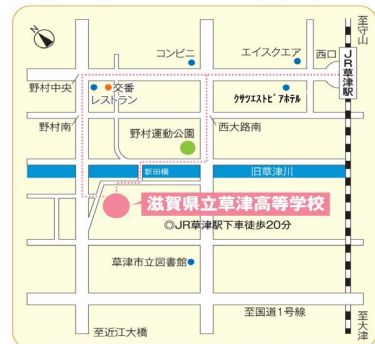 至守山
コンビニ
エイスクエア
西口
JR草津駅
野村中央
交番
レストラン
クサツエストピアホテル
野村南
野村運動公園
西大路南
新田橋
旧草津川
滋賀県立草津高等学校
◎JR草津駅下車徒歩20分
草津市立図書館
至国道1号線
至大津
至近江大橋